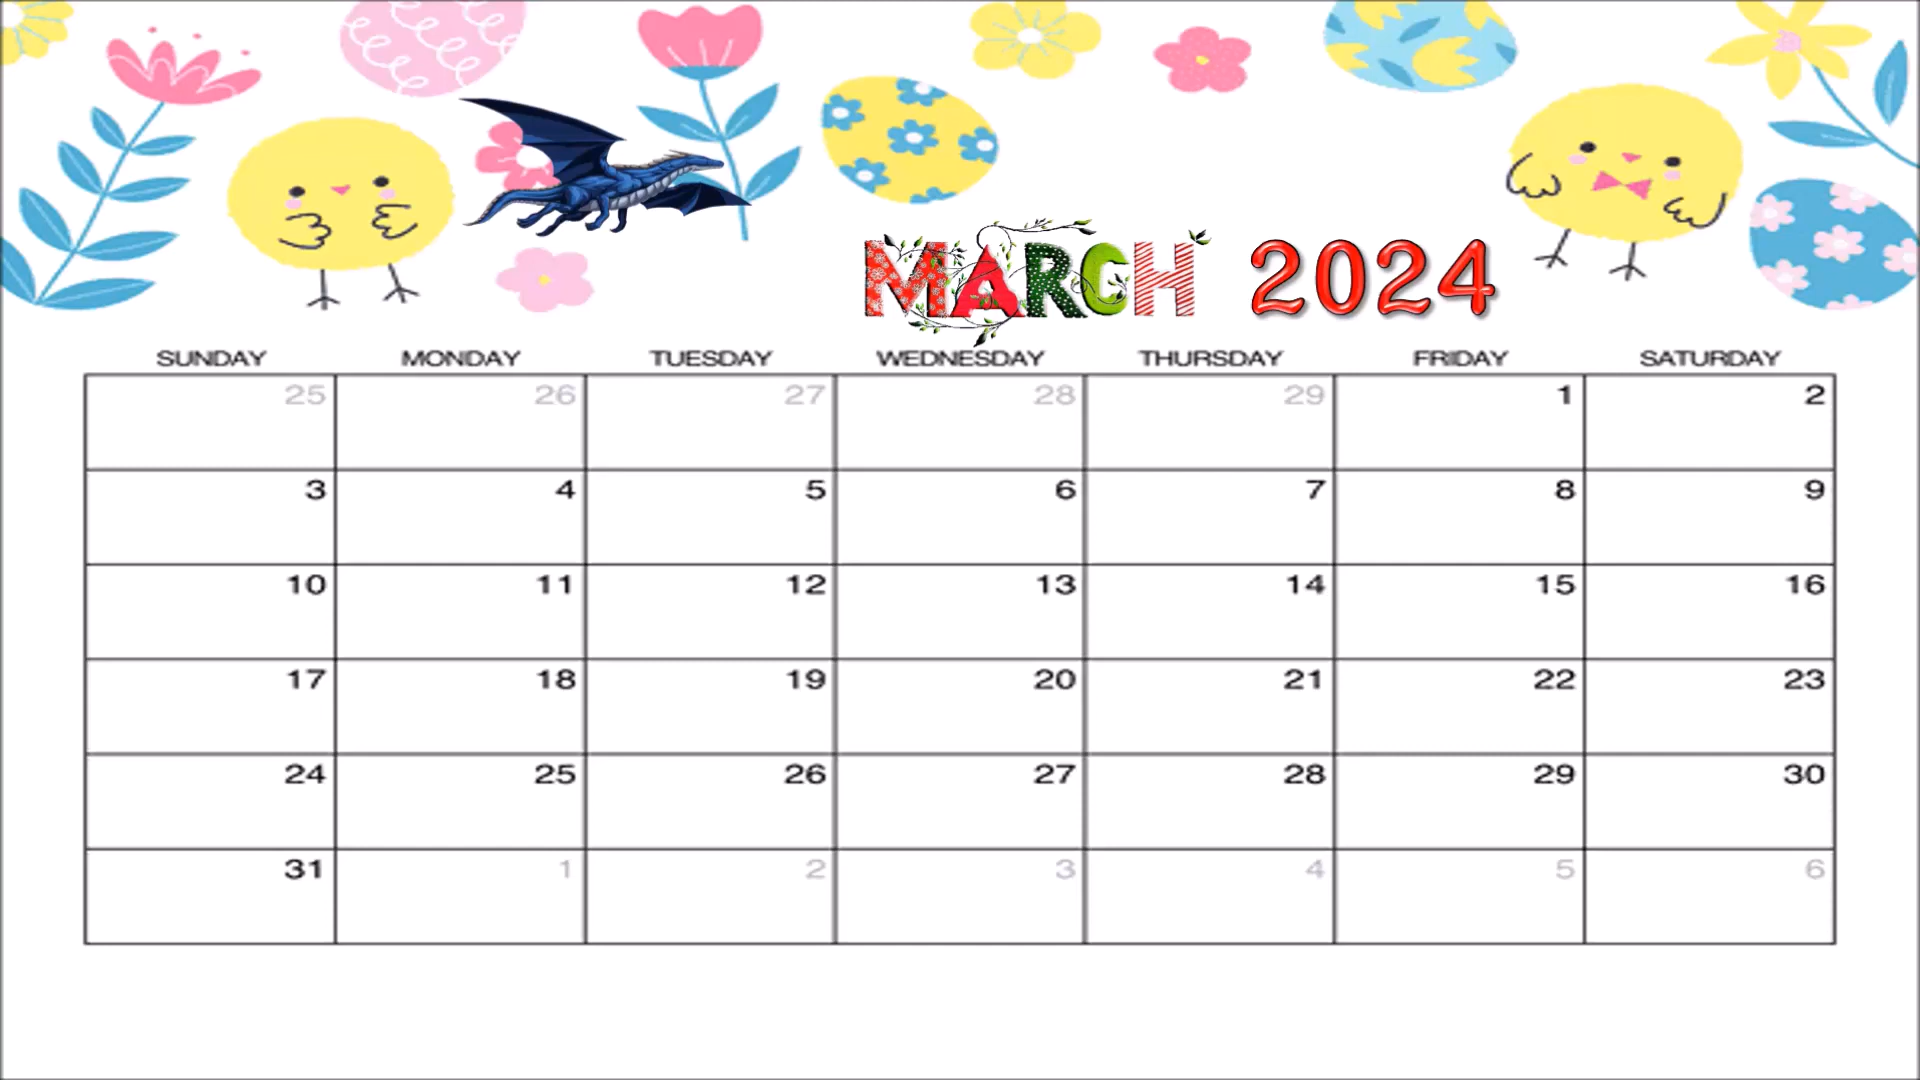 MARCH 2024
SUNDAY MONDAY TUESDAY WEDNESDAY THURSDAY FRIDAY SATURDAY
25 26 27 28 29 1 2
3 4 5 6 7 8 9
10 11 12 13 14 15 16
17 18 19 20 21 22 23
24 25 26 27 28 29 30
31 1 2 3 4 5 6